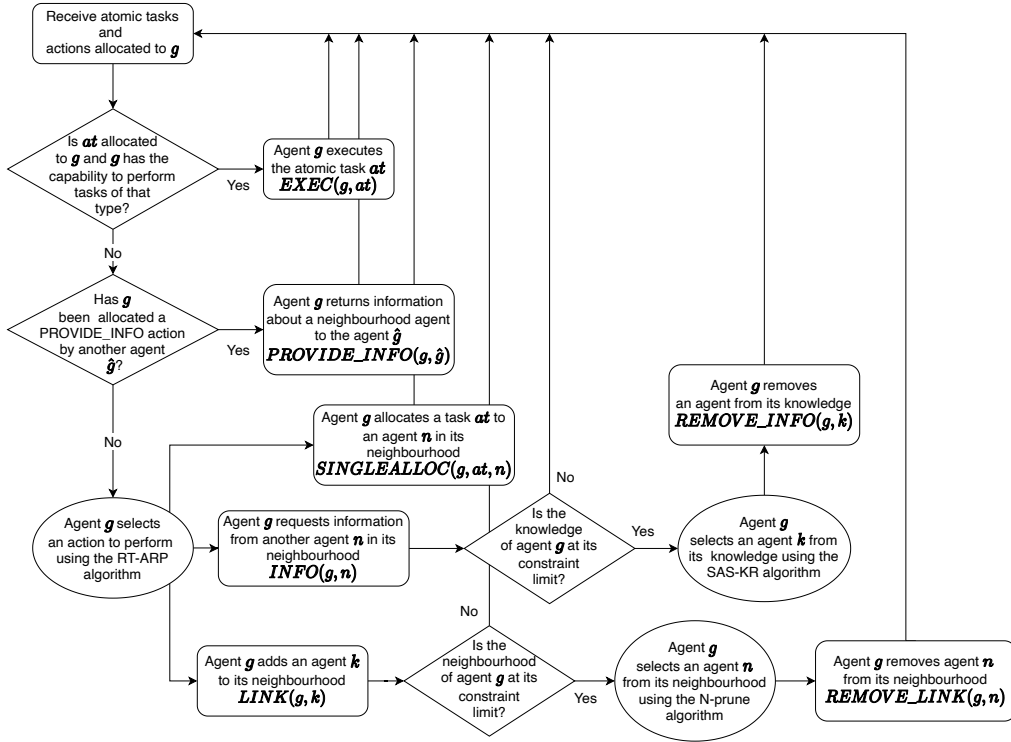 Receive atomic tasks
and
actions allocated to g
Is at allocated
to g and g has the
capability to perform
tasks of that
type?
Yes
Agent g executes
the atomic task at
EXEC(g, at)
No
Has g
been allocated a
PROVIDE_INFO action
by another agent
ĝ?
Yes
Agent g returns information
about a neighbourhood agent
to the agent ĝ
PROVIDE_INFO(g, ĝ)
No
Agent g allocates a task at to
an agent n in its
neighbourhood
SINGLEALLOC(g, at, n)
Agent g removes
an agent from its knowledge
REMOVE_INFO(g, k)
Agent g selects
an action to perform
using the RT-ARP
algorithm
Agent g requests information
from another agent n in its
neighbourhood
INFO(g, n)
No
Is the
knowledge
of agent g at its
constraint
limit?
Yes
Agent g
selects an agent k from
its knowledge using the
SAS-KR algorithm
Agent g adds an agent k
to its neighbourhood
LINK(g, k)
No
Is the
neighbourhood
of agent g at its
constraint
limit?
Yes
Agent g
selects an agent n
from its neighbourhood
using the N-prune
algorithm
Agent g removes agent n
from its neighbourhood
REMOVE_LINK(g, n)